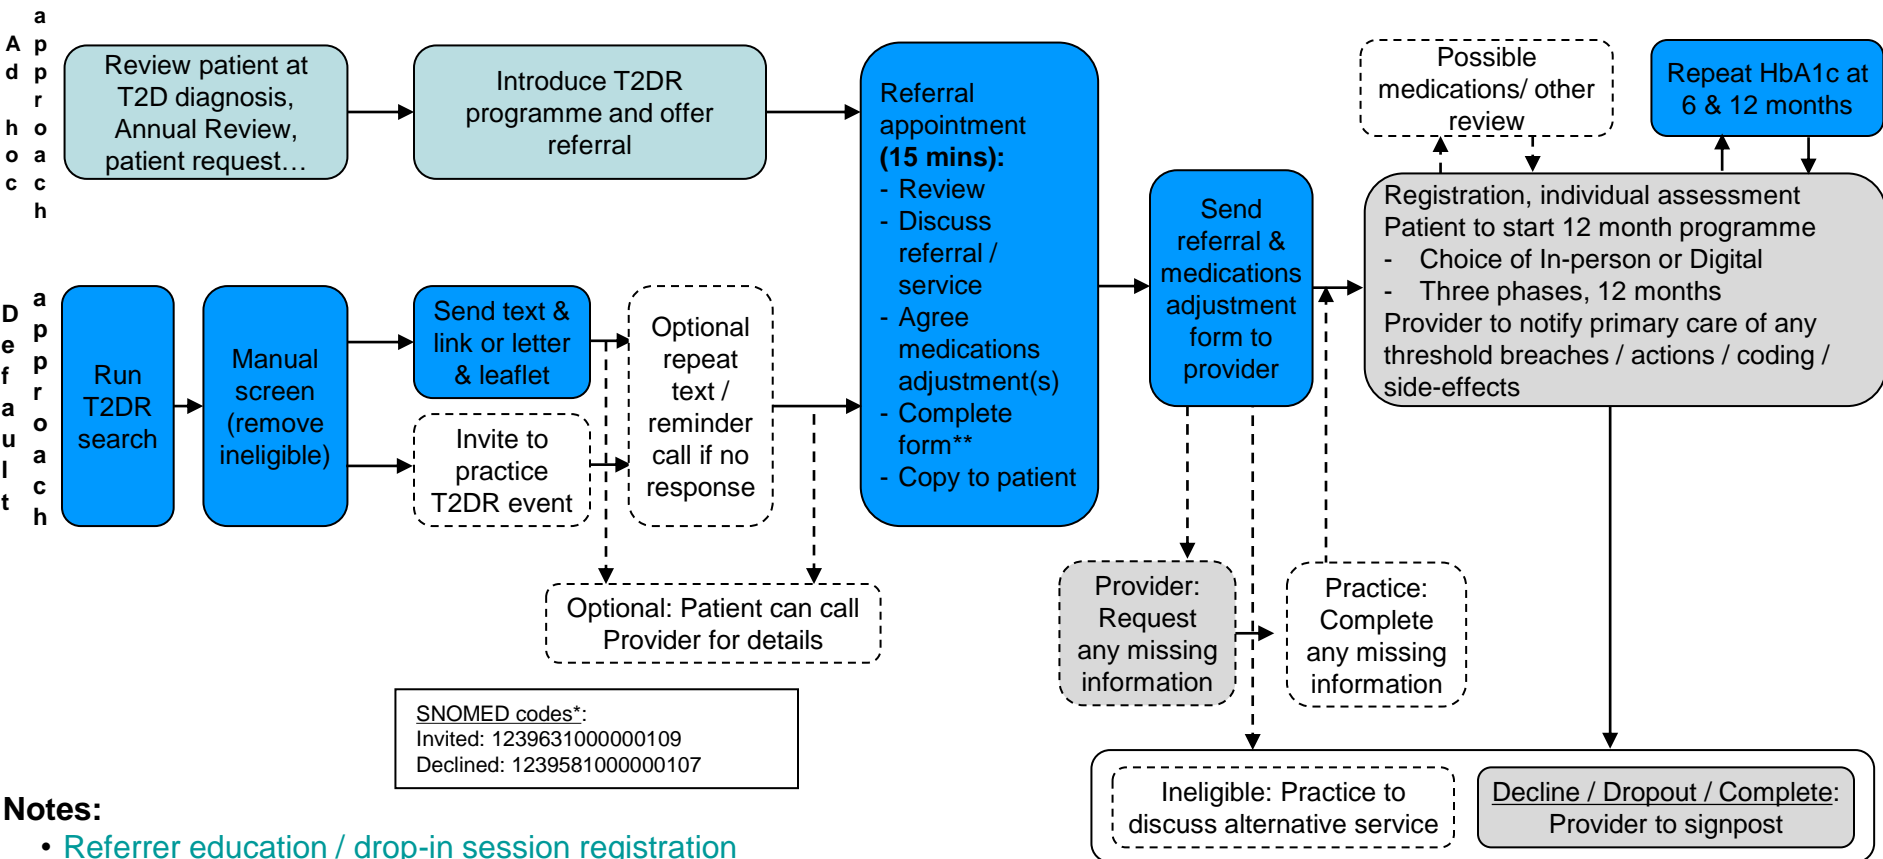 Ad hoc approach
Review patient at
T2D diagnosis,
Annual Review,
patient request…
Introduce T2DR
programme and offer
referral
Default approach
Run
T2DR
search
Manual
screen
(remove
ineligible)
Send text &
link or letter
& leaflet
Invite to
practice
T2DR event
Optional
repeat
text /
reminder
call if no
response
Optional: Patient can call
Provider for details
Referral
appointment
(15 mins):
- Review
- Discuss
referral /
service
- Agree
medications
adjustment(s)
- Complete
form**
- Copy to patient
Send
referral &
medications
adjustment
form to
provider
Provider:
Request
any missing
information
Practice:
Complete
any missing
information
Possible
medications/ other
review
Repeat HbA1c at
6 & 12 months
Registration, individual assessment
Patient to start 12 month programme
- Choice of In-person or Digital
- Three phases, 12 months
Provider to notify primary care of any
threshold breaches / actions / coding /
side-effects
Ineligible: Practice to
discuss alternative service
Decline / Dropout / Complete:
Provider to signpost
SNOMED codes*:
Invited: 1239631000000109
Declined: 1239581000000107
Notes:
• Referrer education / drop-in session registration